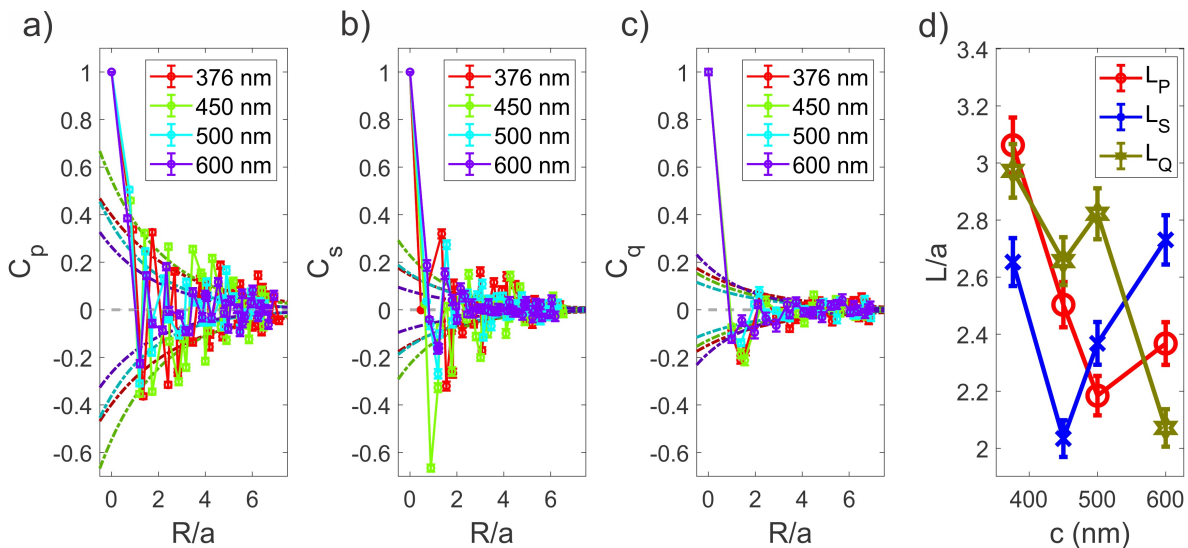 a)
b)
c)
d)
376 nm
450 nm
500 nm
600 nm
376 nm
450 nm
500 nm
600 nm
376 nm
450 nm
500 nm
600 nm
L_P
L_S
L_Q
C_p
1
0.8
0.6
0.4
0.2
0
-0.2
-0.4
-0.6
0 2 4 6
R/a
C_s
1
0.8
0.6
0.4
0.2
0
-0.2
-0.4
-0.6
0 2 4 6
R/a
C_q
1
0.8
0.6
0.4
0.2
0
-0.2
-0.4
-0.6
0 2 4 6
R/a
L/a
3.4
3.2
3
2.8
2.6
2.4
2.2
2
400 500 600
c (nm)